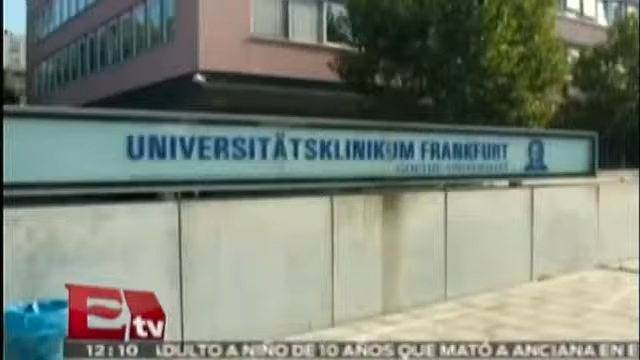 UNIVERSITÄTSKLINIKUM FRANKFURT
GOETHE-UNIVERSITÄT
E tv
12:10 ADULTO A NIÑO DE 10 AÑOS QUE MATÓ A ANCIANA EN E